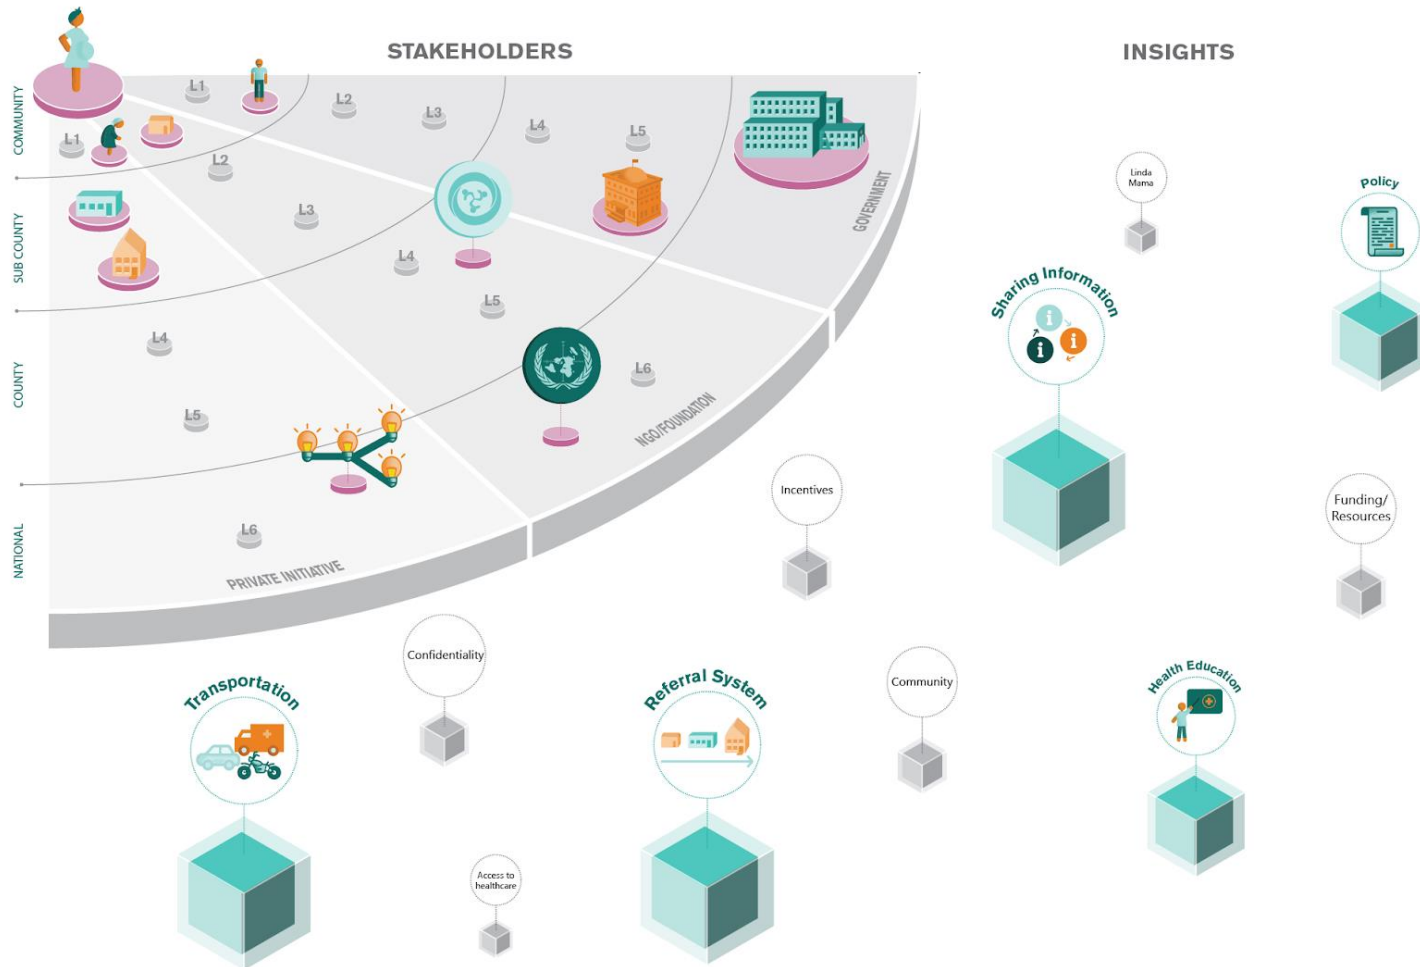 STAKEHOLDERS
INSIGHTS
COMMUNITY
SUB COUNTY
COUNTY
NATIONAL
L1
L2
L3
L4
L5
GOVERNMENT
L1
L2
L3
L4
L5
L6
NGO/FOUNDATION
L4
L5
L6
PRIVATE INITIATIVE
Linda
Mama
Policy
Sharing Information
i
i
i
Incentives
Funding/
Resources
Confidentiality
Community
Transportation
Referral System
Health Education
Access to
healthcare